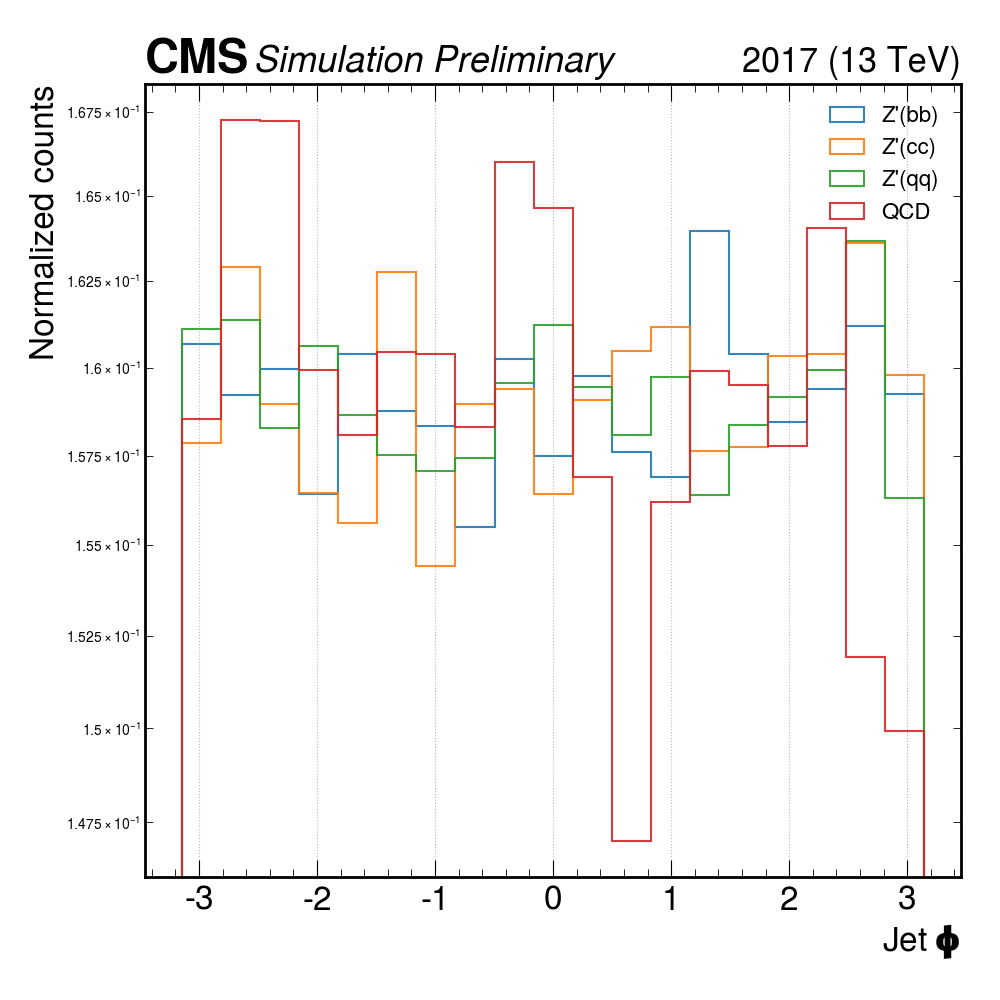 CMS Simulation Preliminary 2017 (13 TeV)
Normalized counts
1.675 × 10⁻¹
1.65 × 10⁻¹
1.625 × 10⁻¹
1.6 × 10⁻¹
1.575 × 10⁻¹
1.55 × 10⁻¹
1.525 × 10⁻¹
1.5 × 10⁻¹
1.475 × 10⁻¹
Z'(bb)
Z'(cc)
Z'(qq)
QCD
-3 -2 -1 0 1 2 3
Jet ϕ